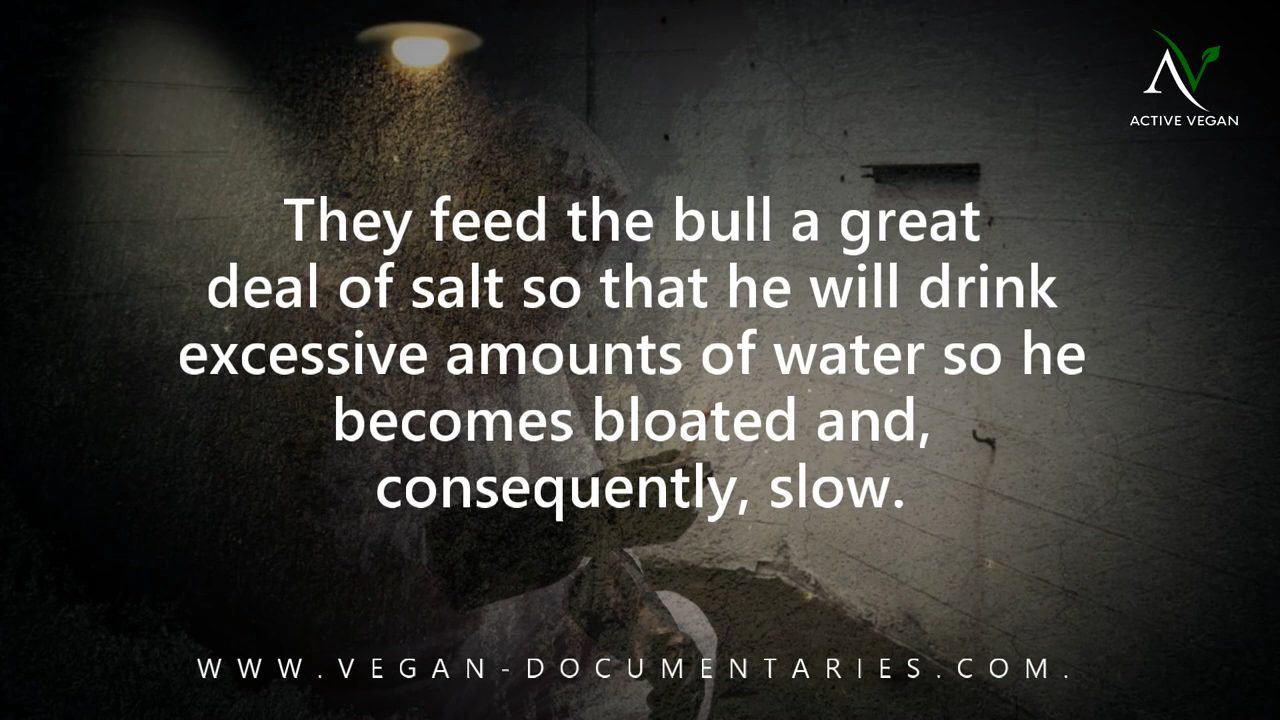 ACTIVE VEGAN
They feed the bull a great
deal of salt so that he will drink
excessive amounts of water so he
becomes bloated and,
consequently, slow.
WWW.VEGAN-DOCUMENTARIES.COM.